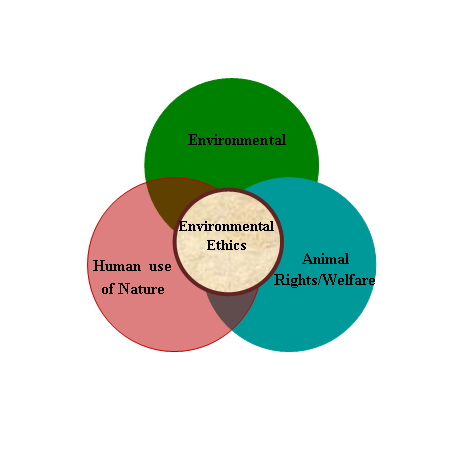 Environmental
Environmental
Ethics
Human use
of Nature
Animal
Rights/Welfare